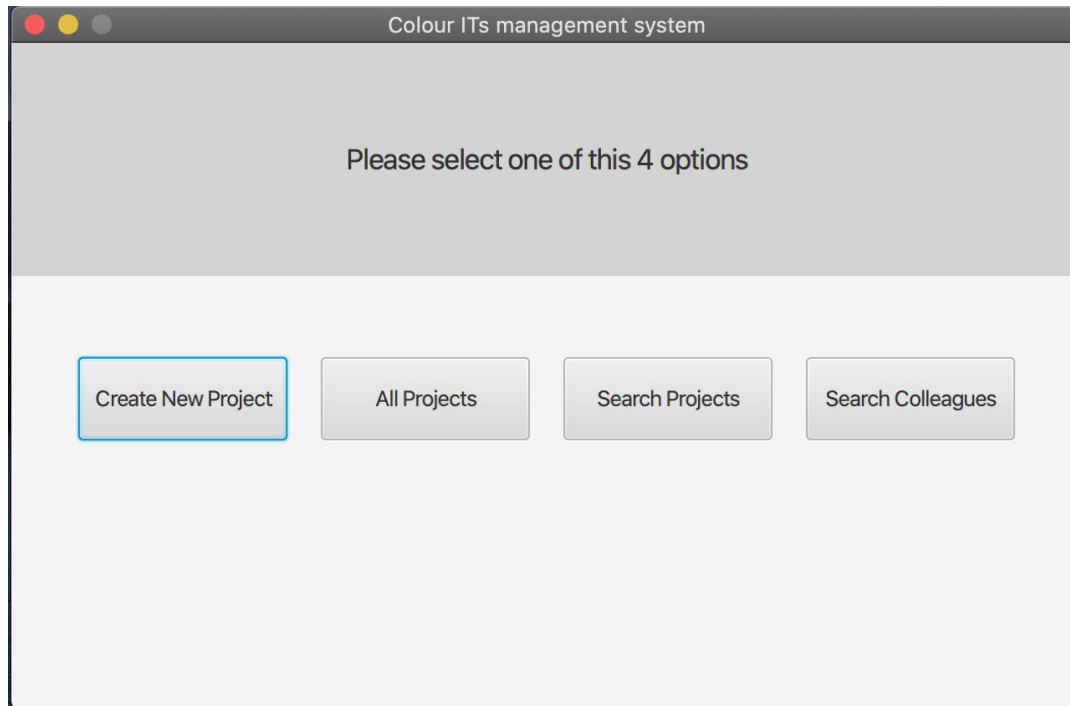 Colour ITs management system
Please select one of this 4 options
Create New Project
All Projects
Search Projects
Search Colleagues